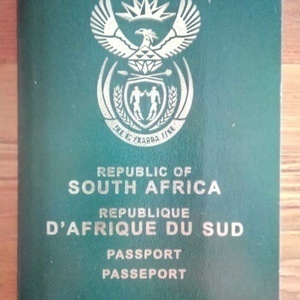 REPUBLIC OF
SOUTH AFRICA
REPUBLIQUE
D'AFRIQUE DU SUD
PASSPORT
PASSEPORT